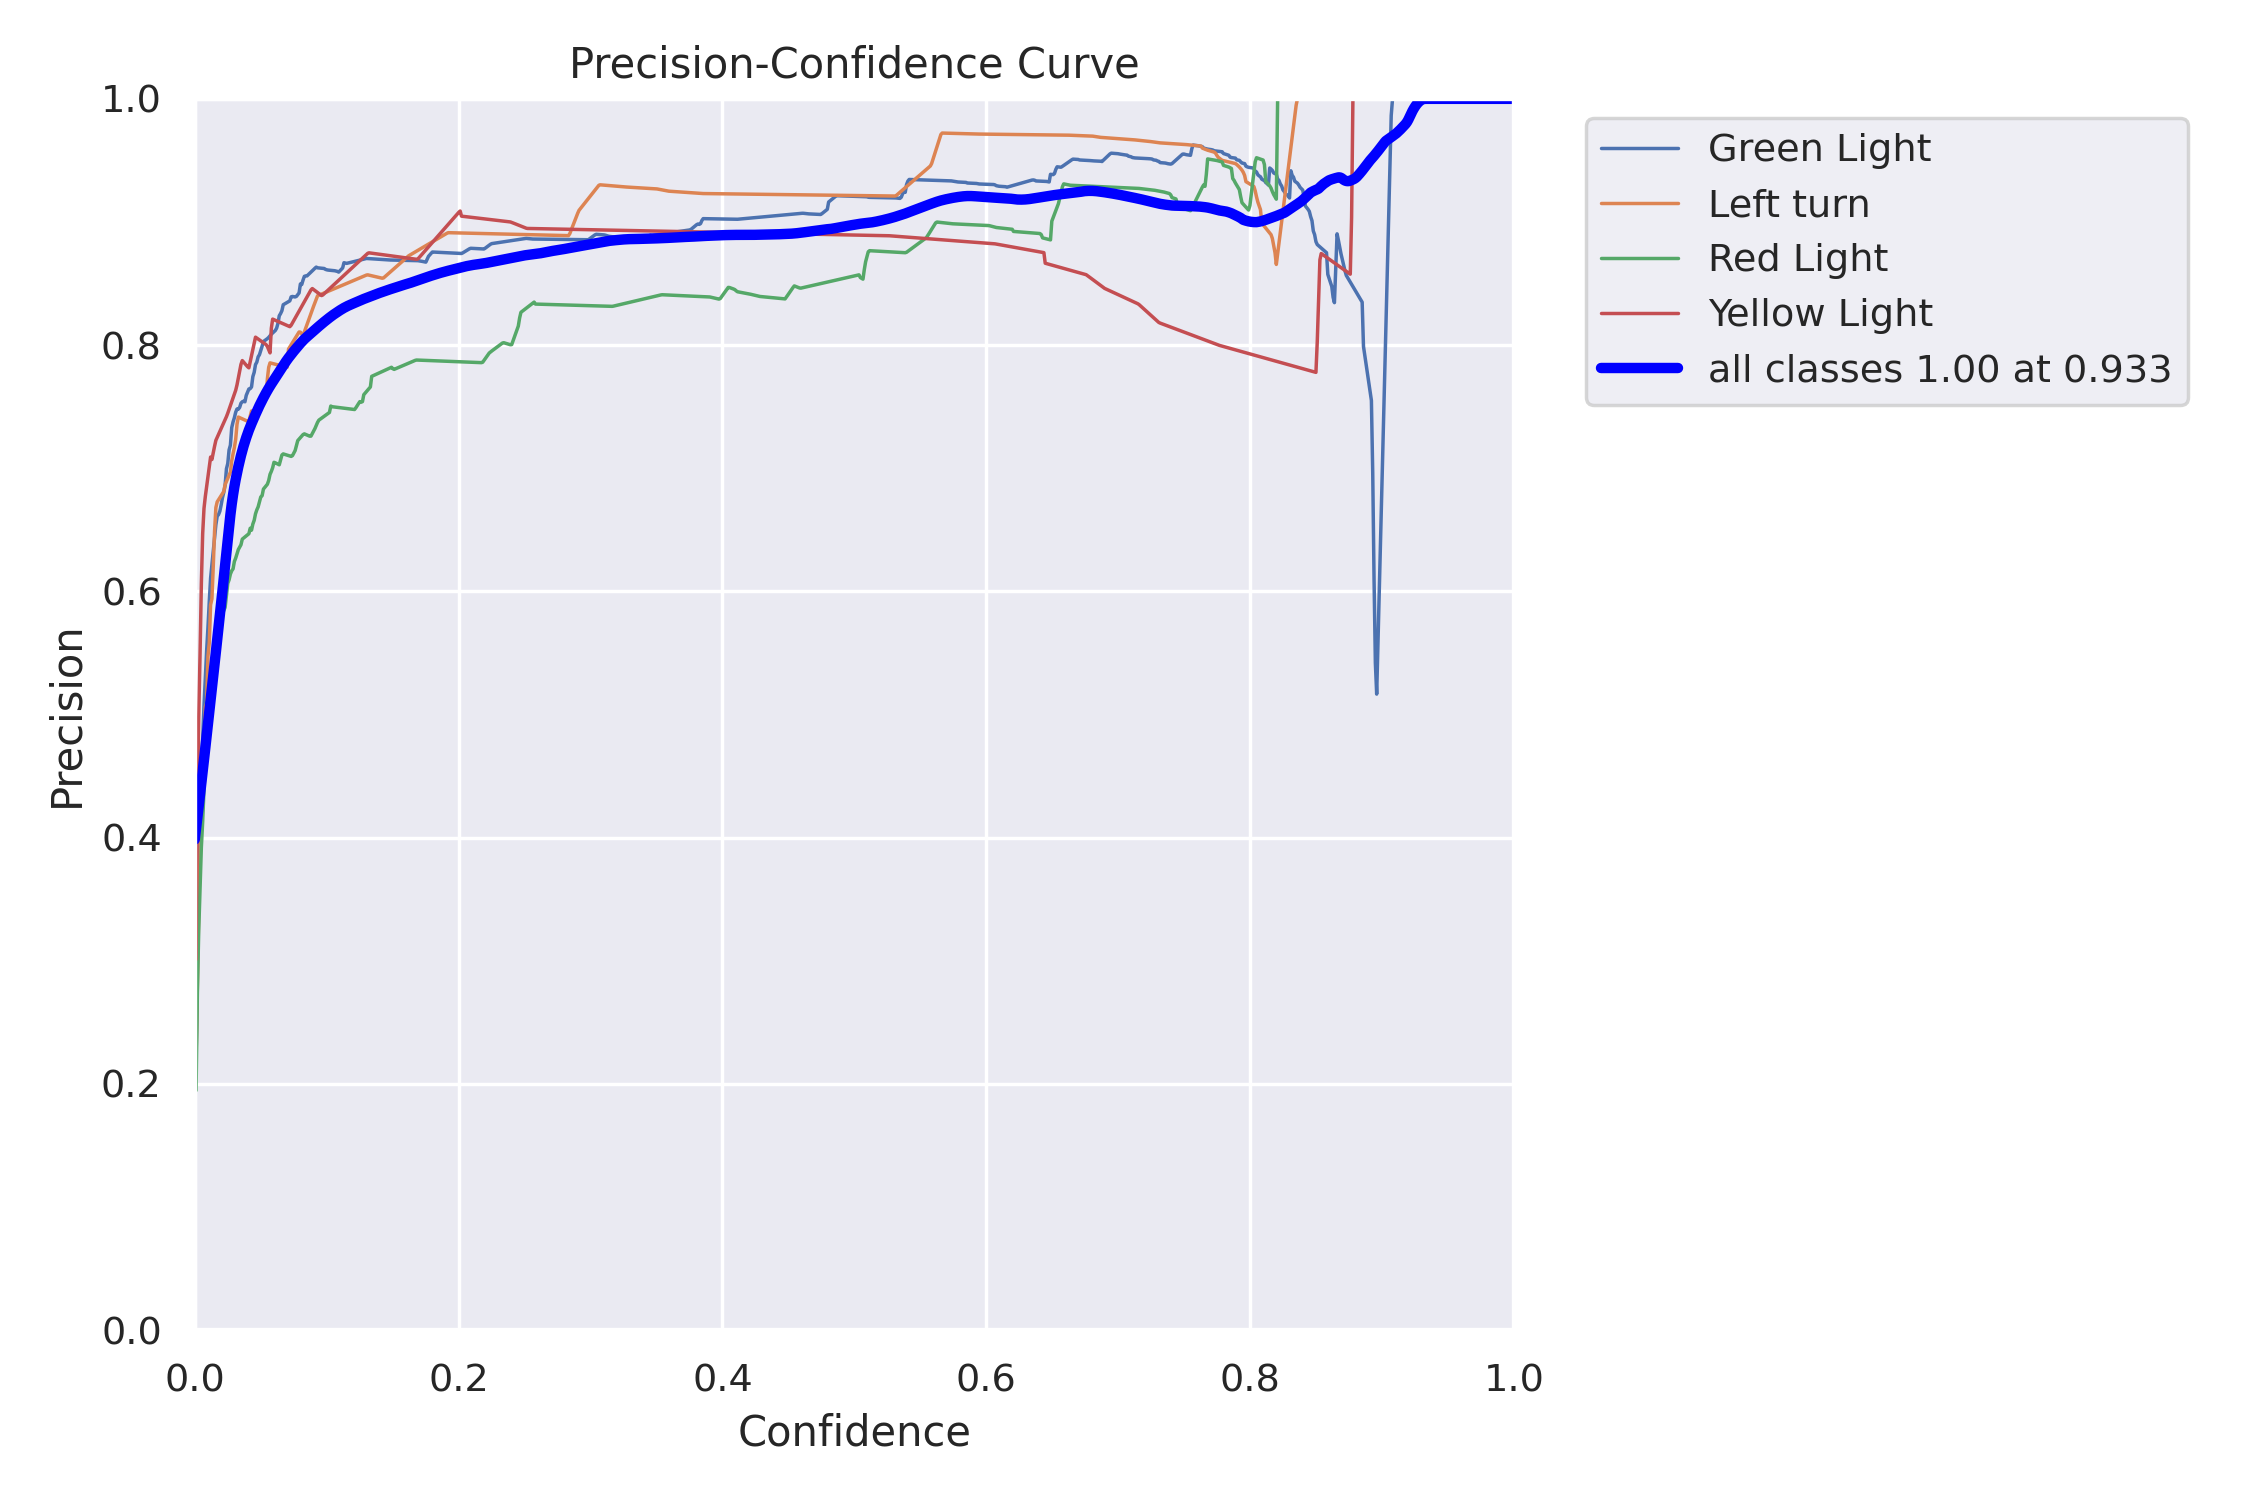 Precision-Confidence Curve
1.0
0.8
0.6
0.4
0.2
0.0
Precision
0.0 0.2 0.4 0.6 0.8 1.0
Confidence
Green Light
Left turn
Red Light
Yellow Light
all classes 1.00 at 0.933